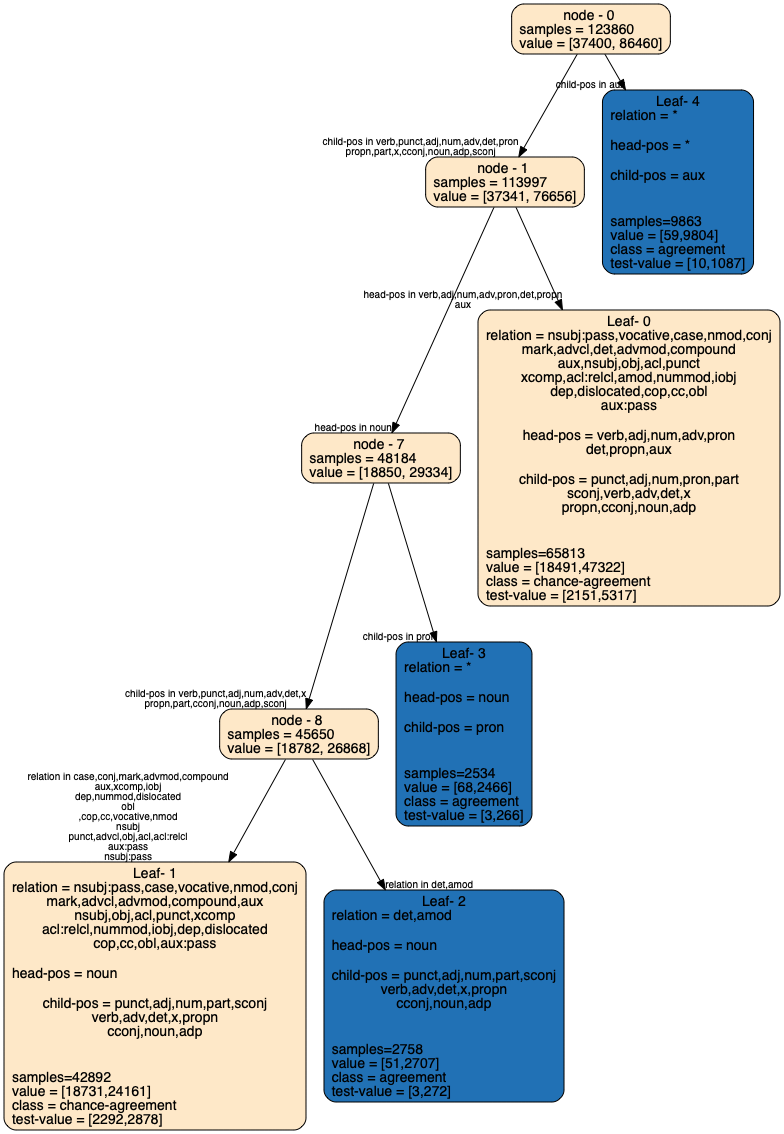 node - 0
samples = 123860
value = [37400, 86460]
child-pos in aux
Leaf- 4
relation = *
head-pos = *
child-pos = aux
samples=9863
value = [59,9804]
class = agreement
test-value = [10,1087]
child-pos in verb,punct,adj,num,adv,det,pron
propn,part,x,cconj,noun,adp,sconj
node - 1
samples = 113997
value = [37341, 76656]
head-pos in verb,adj,num,adv,pron,det,propn
aux
Leaf- 0
relation = nsubj:pass,vocative,case,nmod,conj
mark,advcl,det,advmod,compound
aux,nsubj,obj,acl,punct
xcomp,acl:relcl,amod,nummod,iobj
dep,dislocated,cop,cc,obl
aux:pass
head-pos = verb,adj,num,adv,pron
det,propn,aux
child-pos = punct,adj,num,pron,part
sconj,verb,adv,det,x
propn,cconj,noun,adp
samples=65813
value = [18491,47322]
class = chance-agreement
test-value = [2151,5317]
head-pos in noun
node - 7
samples = 48184
value = [18850, 29334]
child-pos in pron
Leaf- 3
relation = *
head-pos = noun
child-pos = pron
samples=2534
value = [68,2466]
class = agreement
test-value = [3,266]
child-pos in verb,punct,adj,num,adv,det,x
propn,part,cconj,noun,adp,sconj
node - 8
samples = 45650
value = [18782, 26868]
relation in case,conj,mark,advmod,compound
aux,xcomp,iobj
dep,nummod,dislocated
obl
,cop,cc,vocative,nmod
nsubj
punct,advcl,obj,acl,acl:relcl
aux:pass
nsubj:pass
Leaf- 1
relation = nsubj:pass,case,vocative,nmod,conj
mark,advcl,advmod,compound,aux
nsubj,obj,acl,punct,xcomp
acl:relcl,nummod,iobj,dep,dislocated
cop,cc,obl,aux:pass
head-pos = noun
child-pos = punct,adj,num,part,sconj
verb,adv,det,x,propn
cconj,noun,adp
samples=42892
value = [18731,24161]
class = chance-agreement
test-value = [2292,2878]
relation in det,amod
Leaf- 2
relation = det,amod
head-pos = noun
child-pos = punct,adj,num,part,sconj
verb,adv,det,x,propn
cconj,noun,adp
samples=2758
value = [51,2707]
class = agreement
test-value = [3,272]